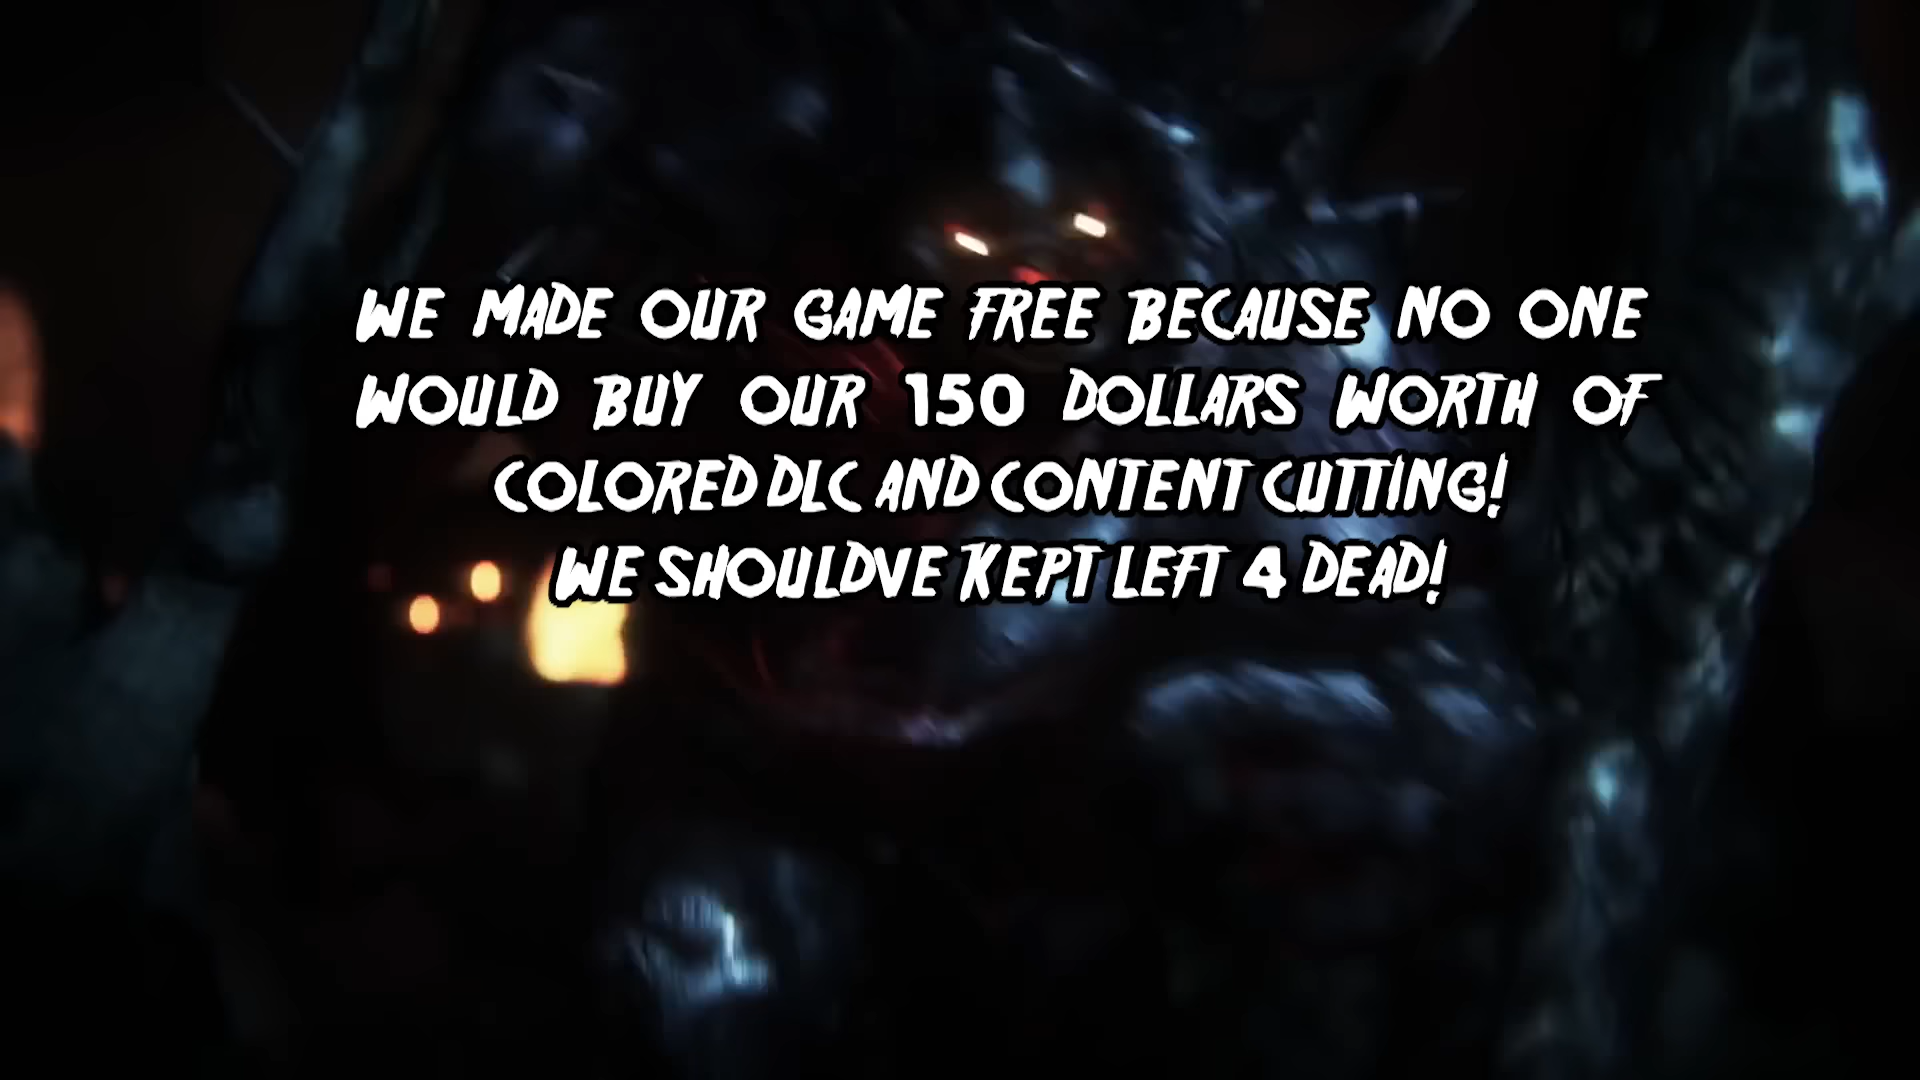 WE MADE OUR GAME FREE BECAUSE NO ONE
WOULD BUY OUR 150 DOLLARS WORTH OF
COLORED DLC AND CONTENT CUTTING!
WE SHOULDVE KEPT LEFT 4 DEAD!